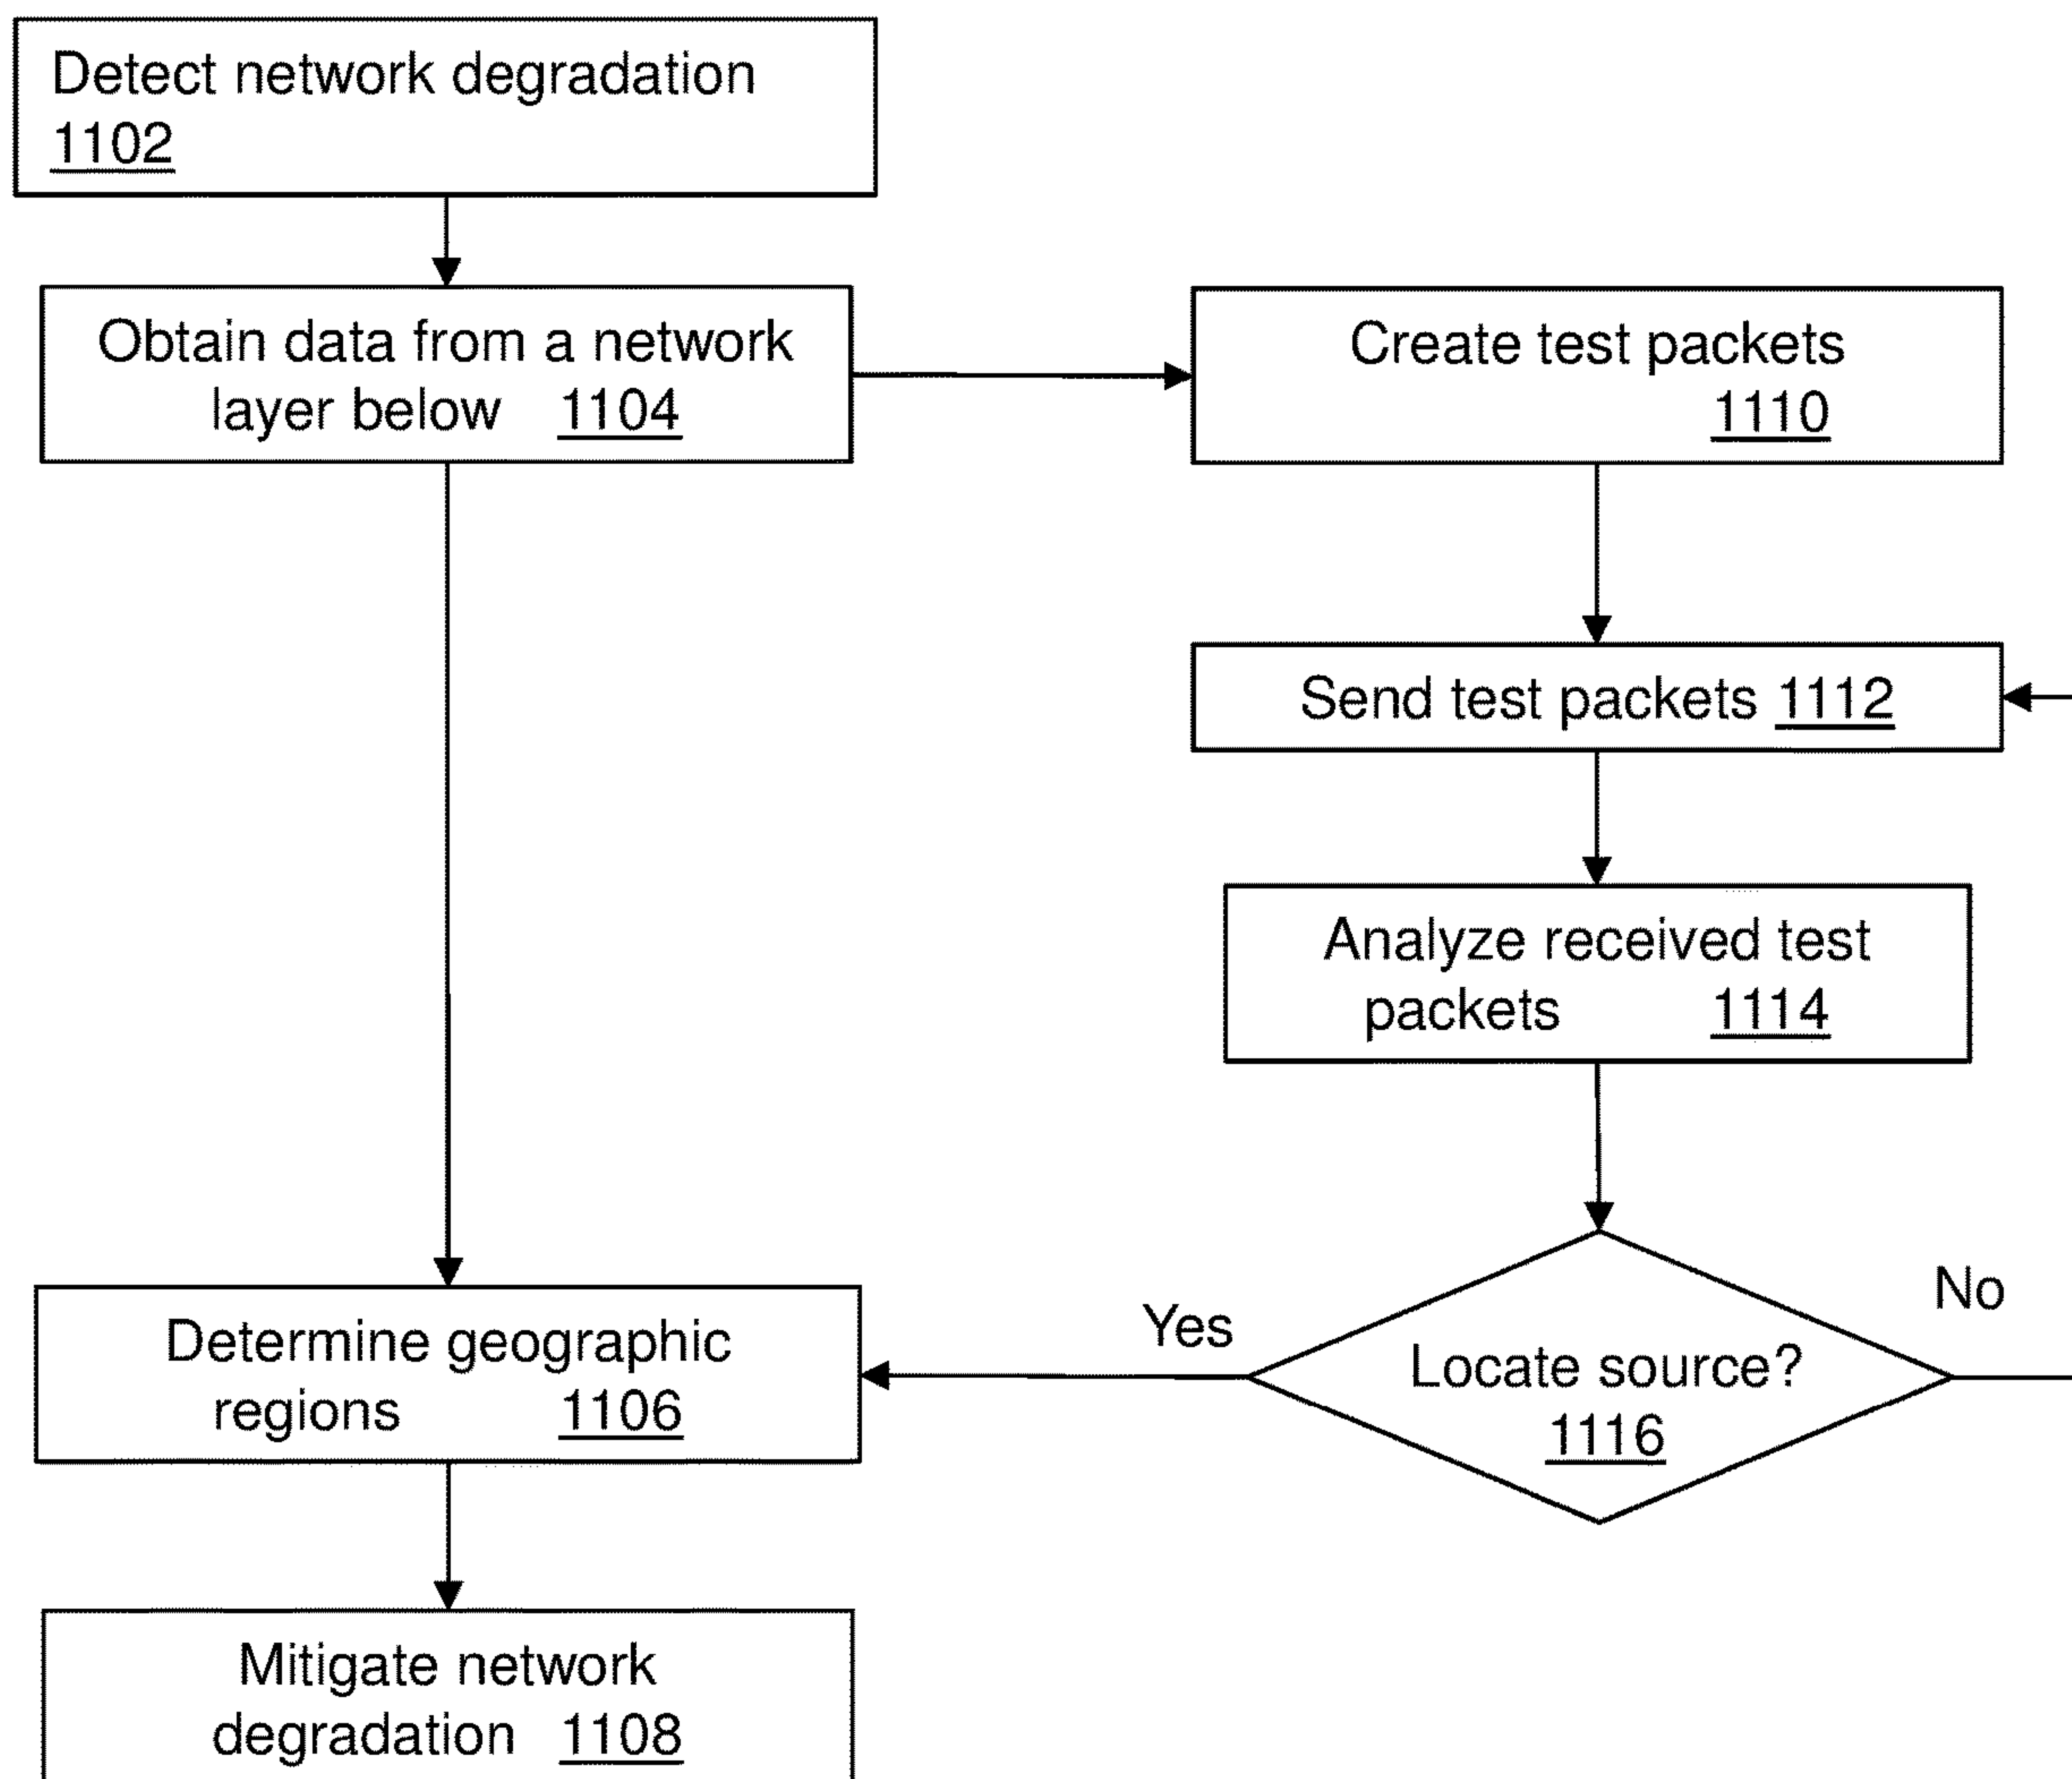 Detect network degradation
1102
Obtain data from a network
layer below 1104
Create test packets
1110
Send test packets 1112
Analyze received test
packets 1114
Determine geographic
regions 1106
Yes
Locate source?
1116
No
Mitigate network
degradation 1108